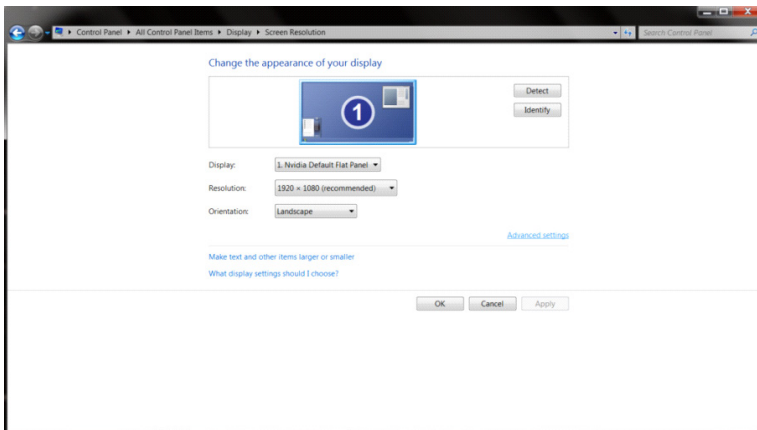 Control Panel ▸ All Control Panel Items ▸ Display ▸ Screen Resolution
Search Control Panel
Change the appearance of your display
1
Detect
Identify
Display: 1. Nvidia Default Flat Panel
Resolution: 1920 × 1080 (recommended)
Orientation: Landscape
Advanced settings
Make text and other items larger or smaller
What display settings should I choose?
OK Cancel Apply